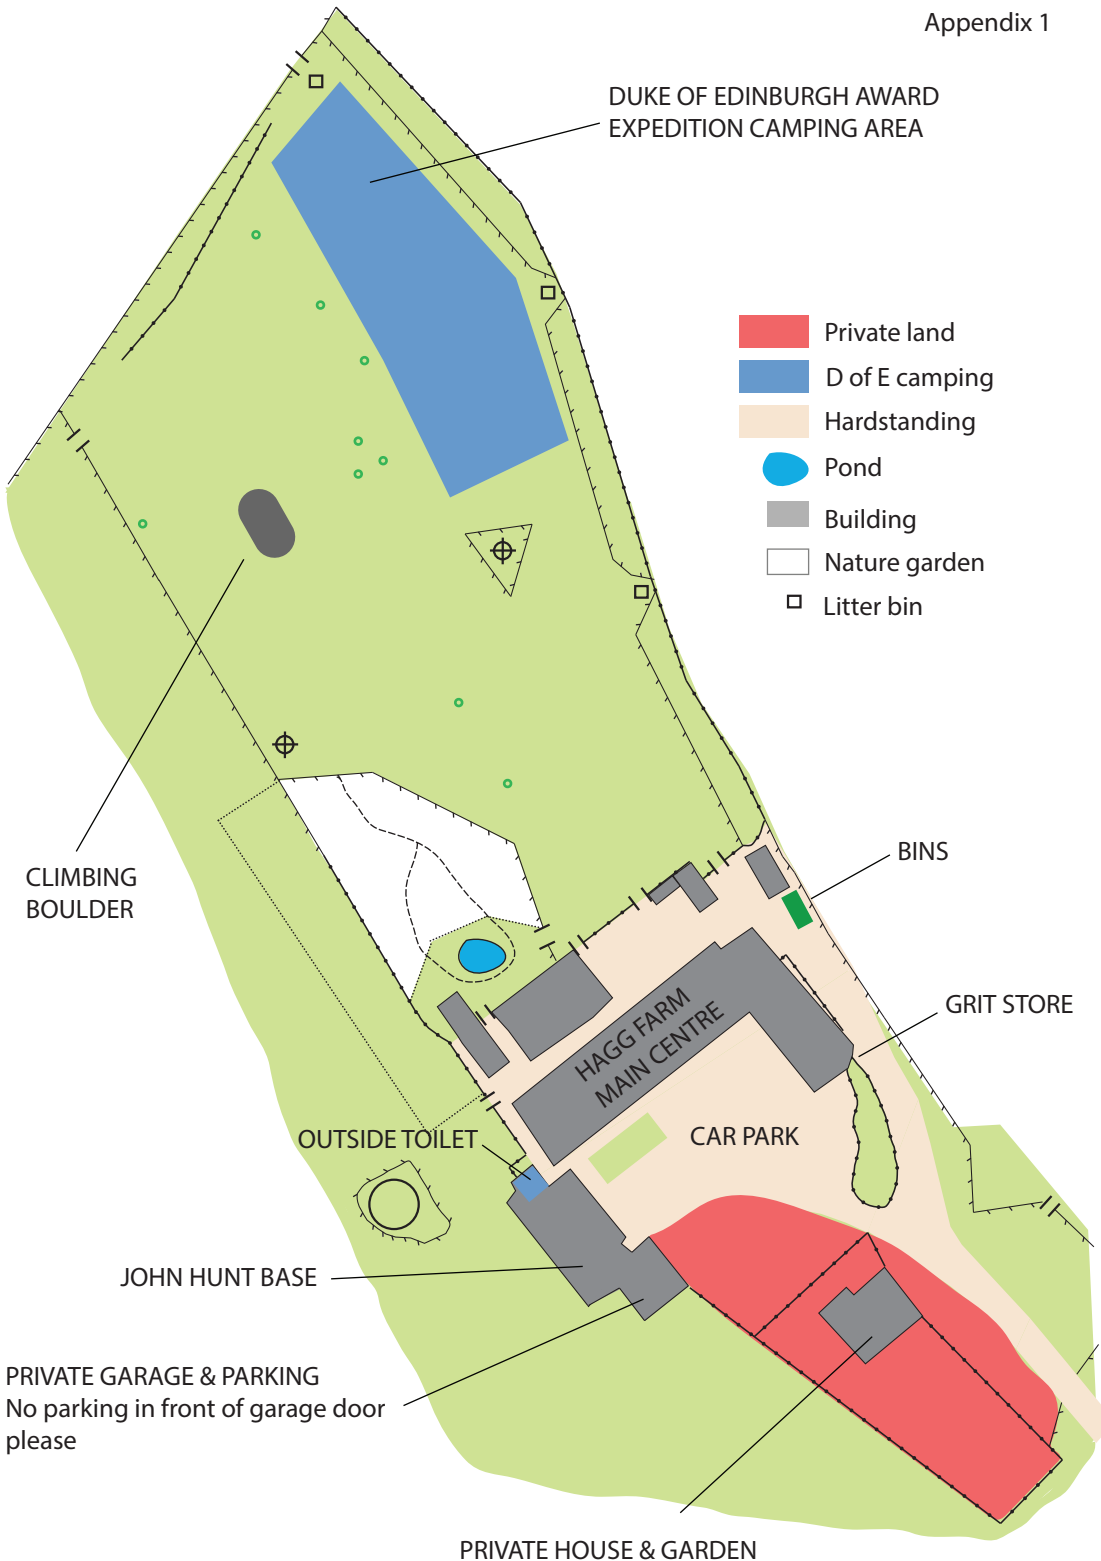 Appendix 1
DUKE OF EDINBURGH AWARD
EXPEDITION CAMPING AREA
Private land
D of E camping
Hardstanding
Pond
Building
Nature garden
Litter bin
CLIMBING
BOULDER
BINS
GRIT STORE
HAGG FARM
MAIN CENTRE
CAR PARK
OUTSIDE TOILET
JOHN HUNT BASE
PRIVATE GARAGE & PARKING
No parking in front of garage door
please
PRIVATE HOUSE & GARDEN